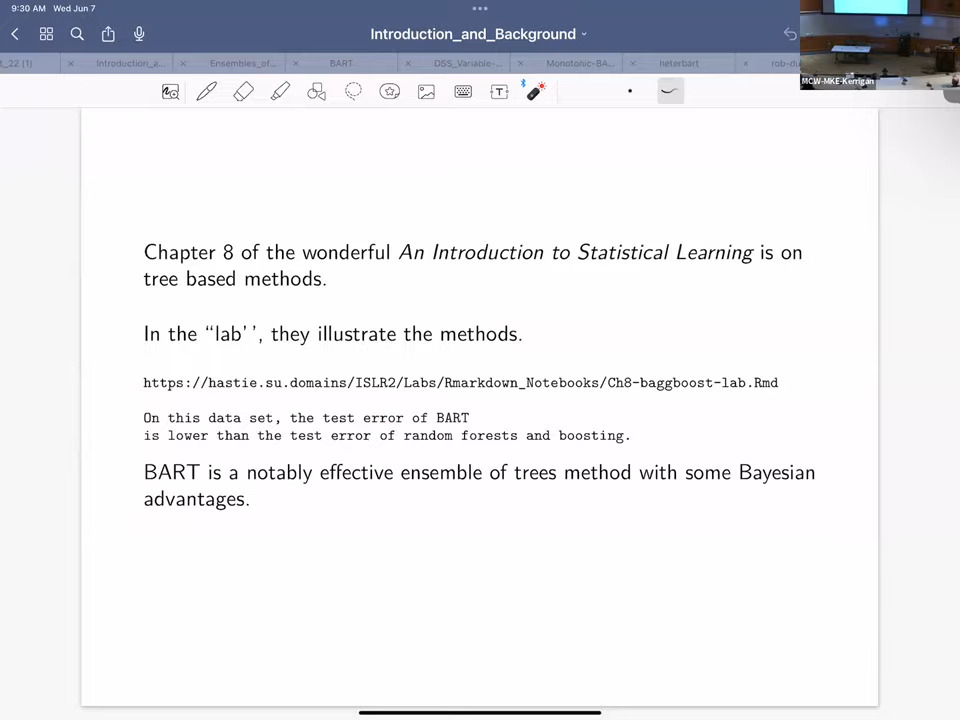 9:30 AM Wed Jun 7
Introduction_and_Background
t_22 (1)
Introduction_a...
Ensembles_of...
BART
DSS_Variable-...
Monotonic-BA...
heterbart
rob-du
MCW-MKE-Kerrigan
Chapter 8 of the wonderful An Introduction to Statistical Learning is on
tree based methods.
In the “lab’’, they illustrate the methods.
https://hastie.su.domains/ISLR2/Labs/Rmarkdown_Notebooks/Ch8-baggboost-lab.Rmd
On this data set, the test error of BART
is lower than the test error of random forests and boosting.
BART is a notably effective ensemble of trees method with some Bayesian
advantages.